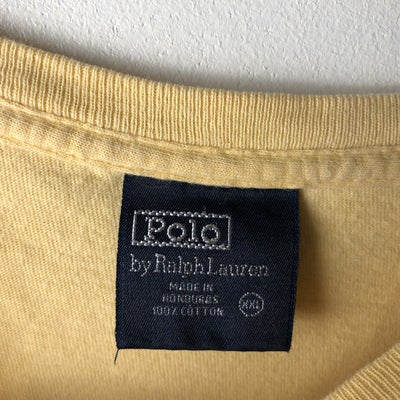 Polo
by Ralph Lauren
MADE IN
HONDURAS
100% COTTON
XXL